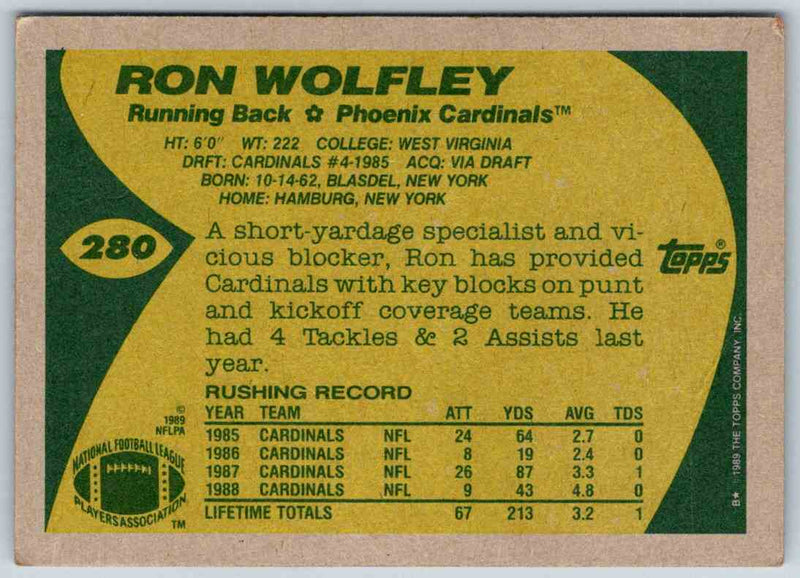 RON WOLFLEY
Running Back ✿ Phoenix Cardinals™
HT: 6'0" WT: 222 COLLEGE: WEST VIRGINIA
DRFT: CARDINALS #4-1985 ACQ: VIA DRAFT
BORN: 10-14-62, BLASDEL, NEW YORK
HOME: HAMBURG, NEW YORK
280
A short-yardage specialist and vi-
cious blocker, Ron has provided
Cardinals with key blocks on punt
and kickoff coverage teams. He
had 4 Tackles & 2 Assists last
year.
TOPPS®
RUSHING RECORD
YEAR TEAM ATT YDS AVG TDS
1985 CARDINALS NFL 24 64 2.7 0
1986 CARDINALS NFL 8 19 2.4 0
1987 CARDINALS NFL 26 87 3.3 1
1988 CARDINALS NFL 9 43 4.8 0
LIFETIME TOTALS 67 213 3.2 1
©
1989
NFLPA
NATIONAL FOOTBALL LEAGUE
PLAYERS ASSOCIATION
TM
B★ 1989 THE TOPPS COMPANY, INC.